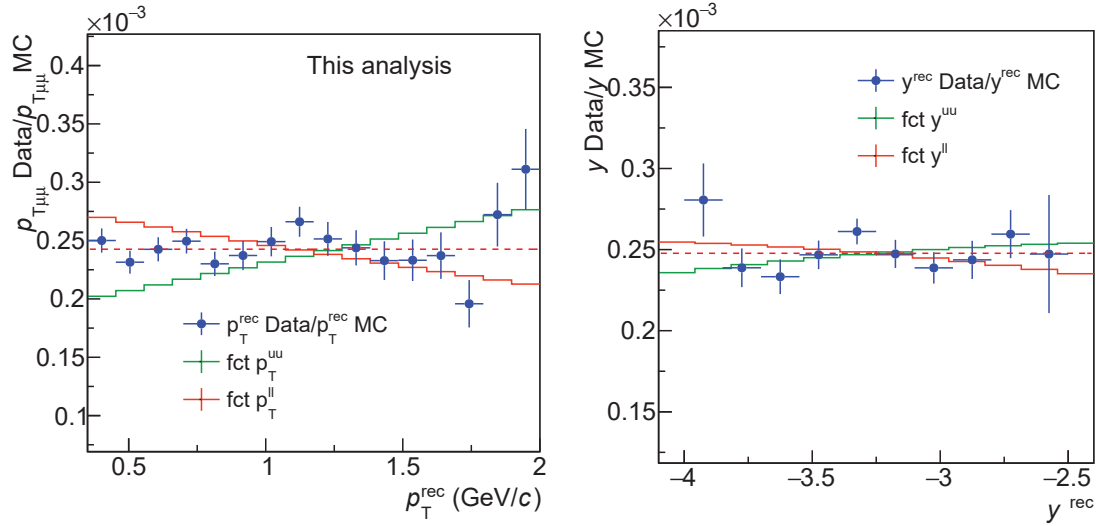 ×10⁻³
p_Tμμ Data/p_Tμμ MC
This analysis
0.4
0.35
0.3
0.25
0.2
0.15
0.1
p_T^rec Data/p_T^rec MC
fct p_T^uu
fct p_T^ll
0.5 1 1.5 2
p_T^rec (GeV/c)
×10⁻³
y Data/y MC
0.35
0.3
0.25
0.2
0.15
y^rec Data/y^rec MC
fct y^uu
fct y^ll
−4 −3.5 −3 −2.5
y^rec